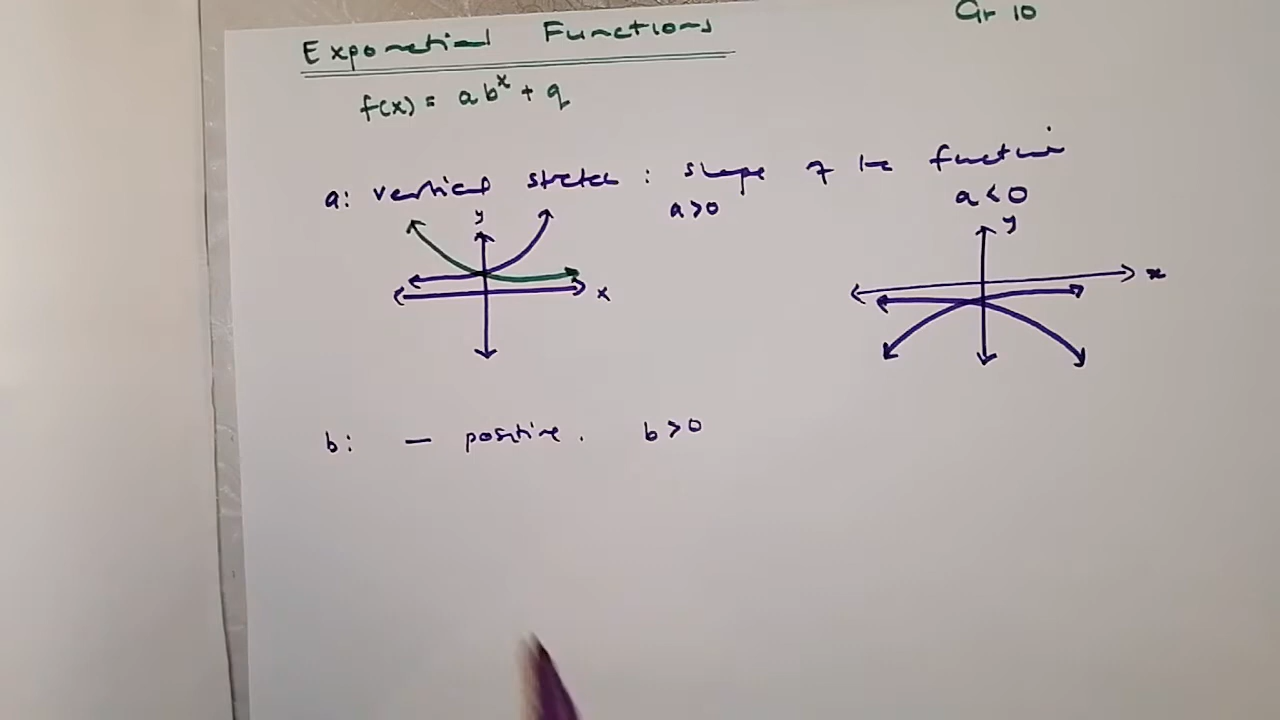 Gr 10
Exponential Functions
f(x) = ab^x + q
a: vertical stretch : shape of the function
a > 0
a < 0
y
x
y
x
b: — positive. b > 0